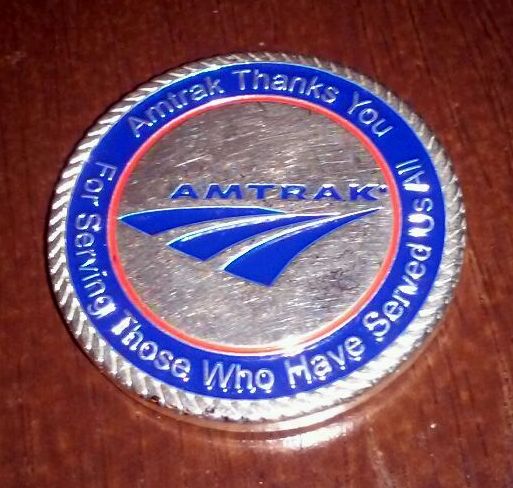 Amtrak Thanks You
For Serving Those Who Have Served Us All
AMTRAK